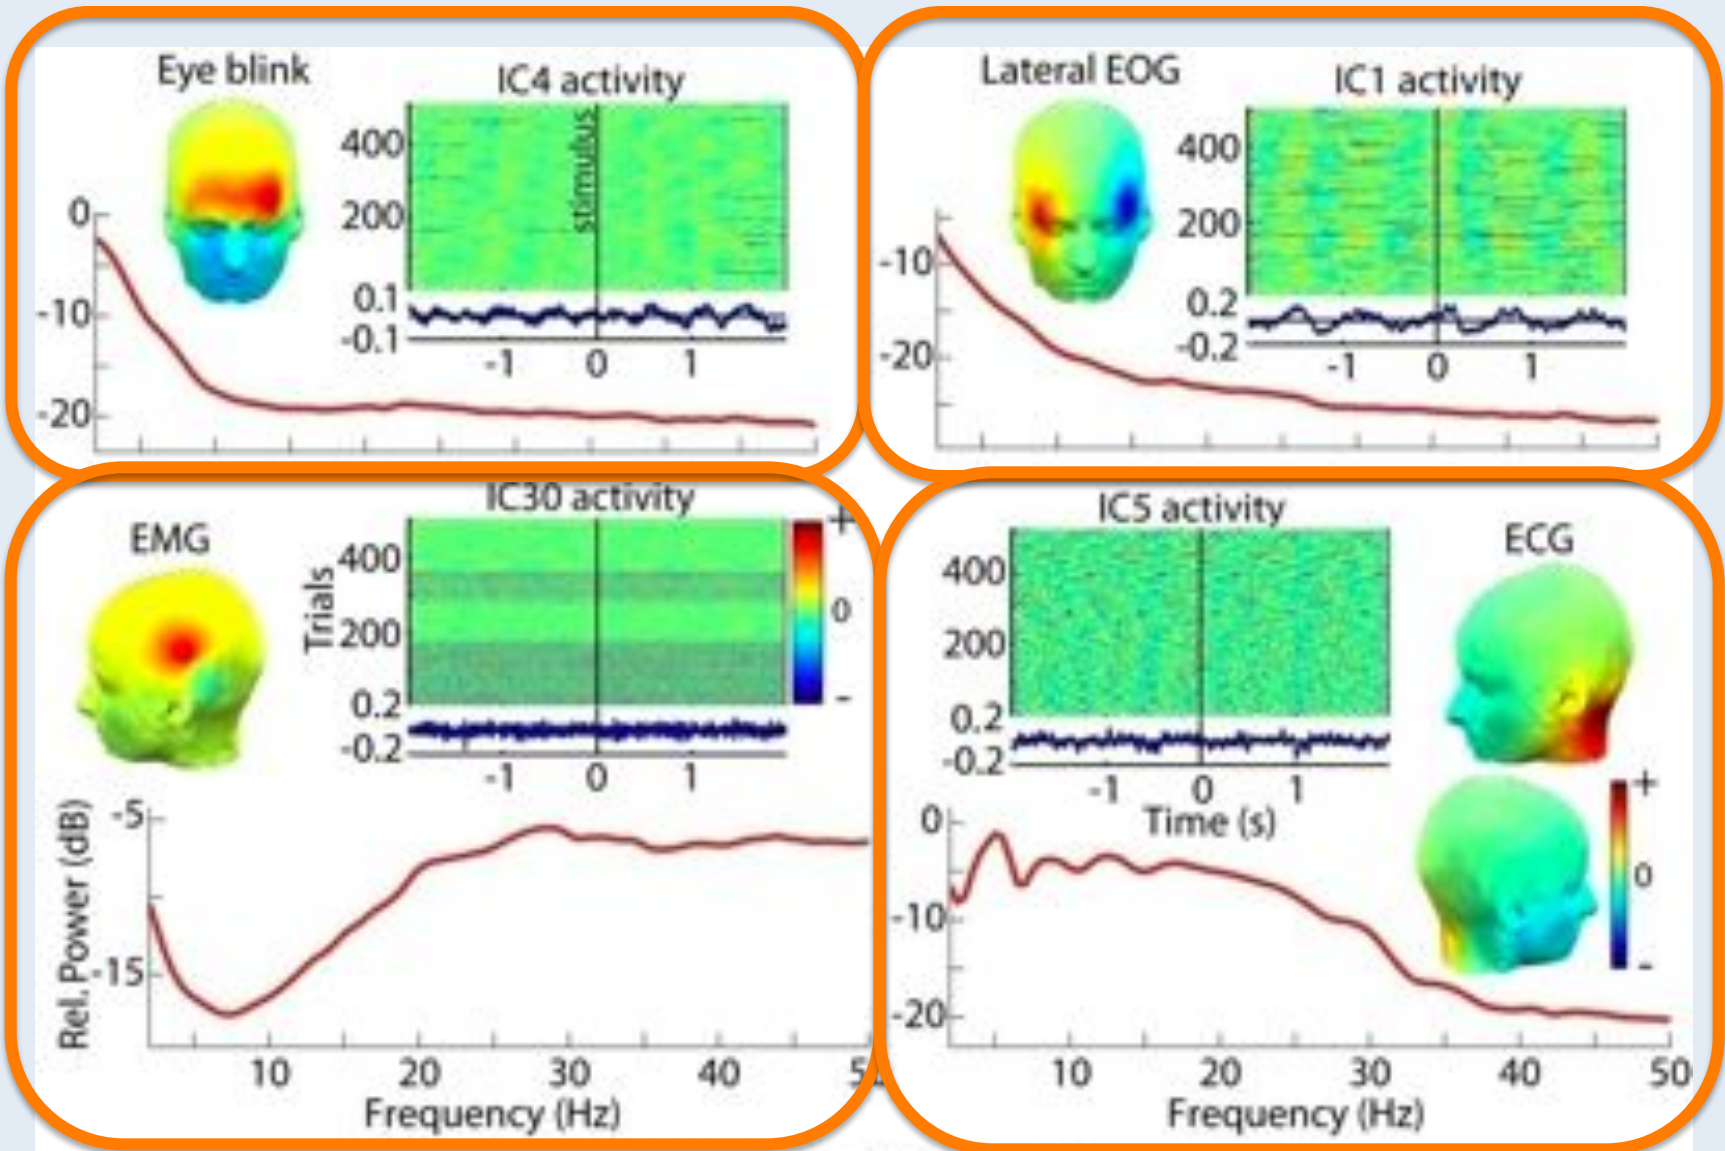 Eye blink
IC4 activity
stimulus
400
200
0.1
-0.1
-1 0 1
0
-10
-20
Lateral EOG
IC1 activity
400
200
0.2
-0.2
-1 0 1
-10
-20
EMG
IC30 activity
Trials
400
200
0.2
-0.2
-1 0 1
+
0
-
Rel. Power (dB)
-5
-15
10 20 30 40
Frequency (Hz)
IC5 activity
ECG
400
200
0.2
-0.2
-1 0 1
Time (s)
+
0
-
0
-10
-20
10 20 30 40 50
Frequency (Hz)